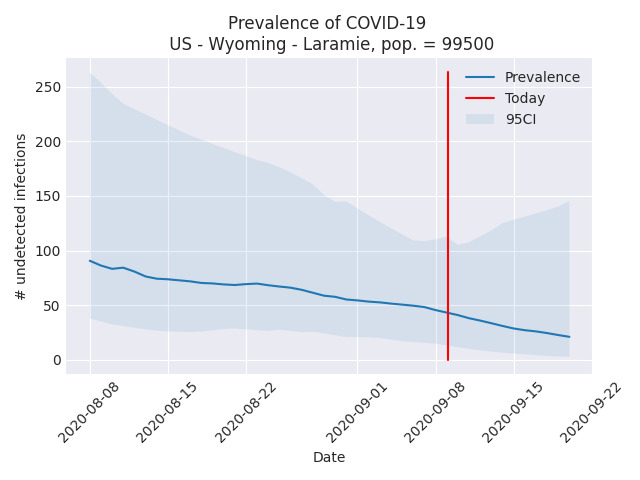 Prevalence of COVID-19
US - Wyoming - Laramie, pop. = 99500
Prevalence
Today
95CI
# undetected infections
250
200
150
100
50
0
2020-08-08
2020-08-15
2020-08-22
2020-09-01
2020-09-08
2020-09-15
2020-09-22
Date